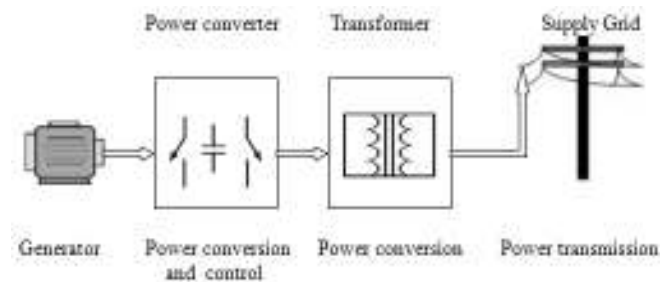 Power converter
Transformer
Supply Grid
Generator
Power conversion
and control
Power conversion
Power transmission